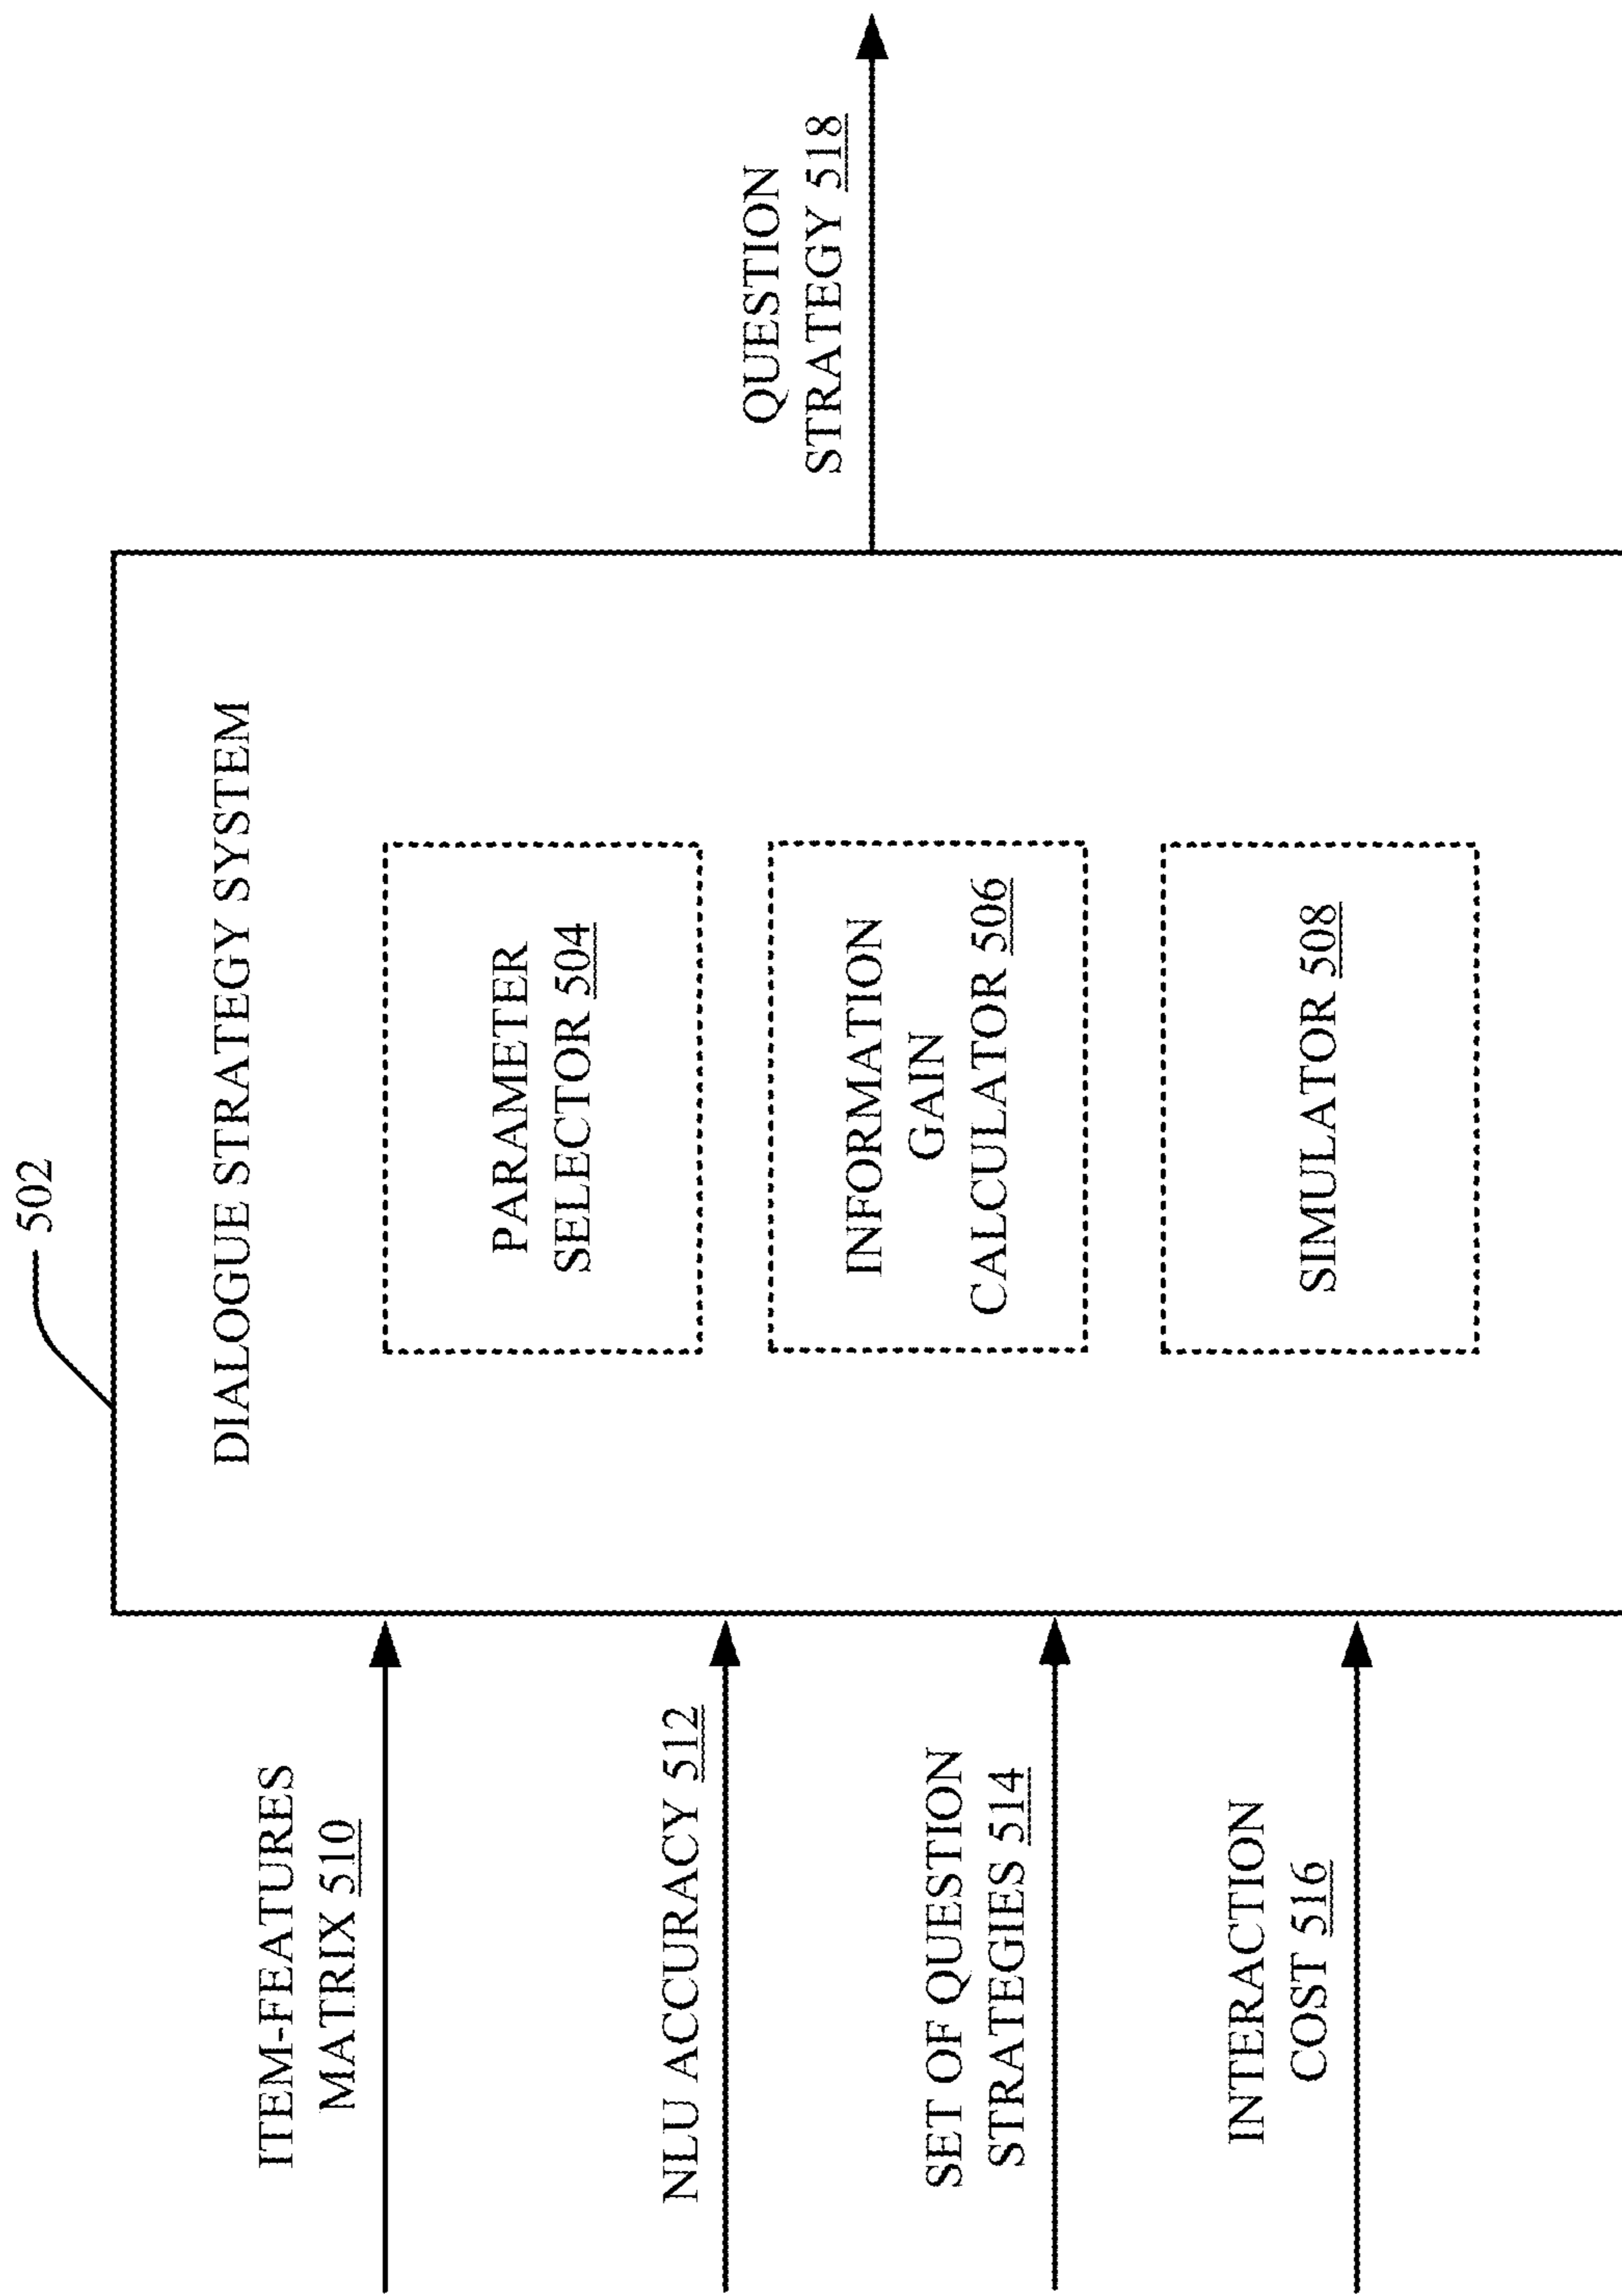 502
DIALOGUE STRATEGY SYSTEM
ITEM-FEATURES
MATRIX 510
NLU ACCURACY 512
SET OF QUESTION
STRATEGIES 514
INTERACTION
COST 516
PARAMETER
SELECTOR 504
INFORMATION
GAIN
CALCULATOR 506
SIMULATOR 508
QUESTION
STRATEGY 518